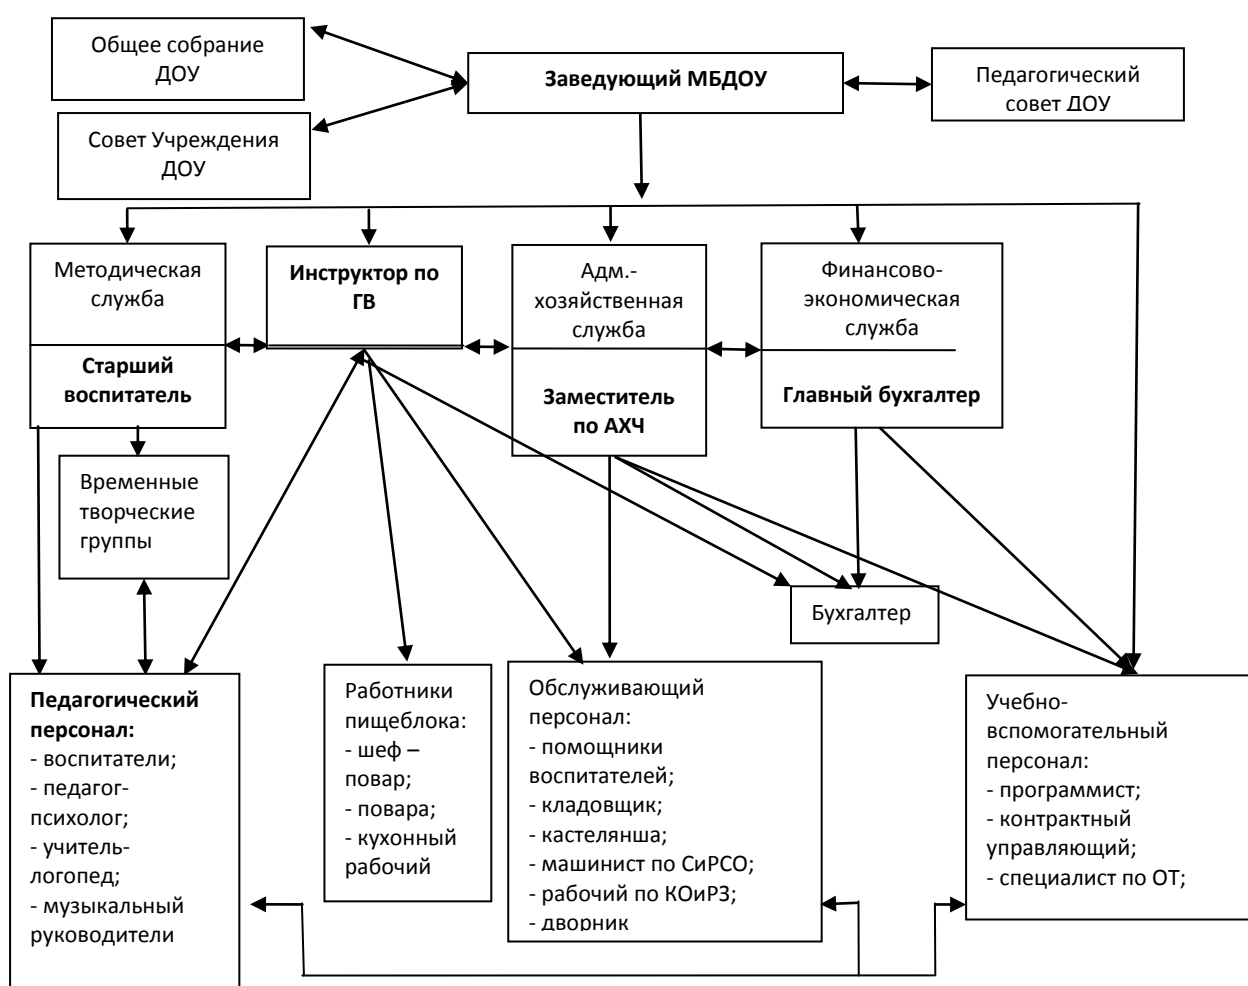 Общее собрание
ДОУ
Заведующий МБДОУ
Педагогический
совет ДОУ
Совет Учреждения
ДОУ
Методическая
служба
Старший
воспитатель
Инструктор по
ГВ
Адм.-
хозяйственная
служба
Заместитель
по АХЧ
Финансово-
экономическая
служба
Главный бухгалтер
Временные
творческие
группы
Бухгалтер
Педагогический
персонал:
- воспитатели;
- педагог-
психолог;
- учитель-
логопед;
- музыкальный
руководители
Работники
пищеблока:
- шеф –
повар;
- повара;
- кухонный
рабочий
Обслуживающий
персонал:
- помощники
воспитателей;
- кладовщик;
- кастелянша;
- машинист по СиРСО;
- рабочий по КОиРЗ;
- дворник
Учебно-
вспомогательный
персонал:
- программист;
- контрактный
управляющий;
- специалист по ОТ;